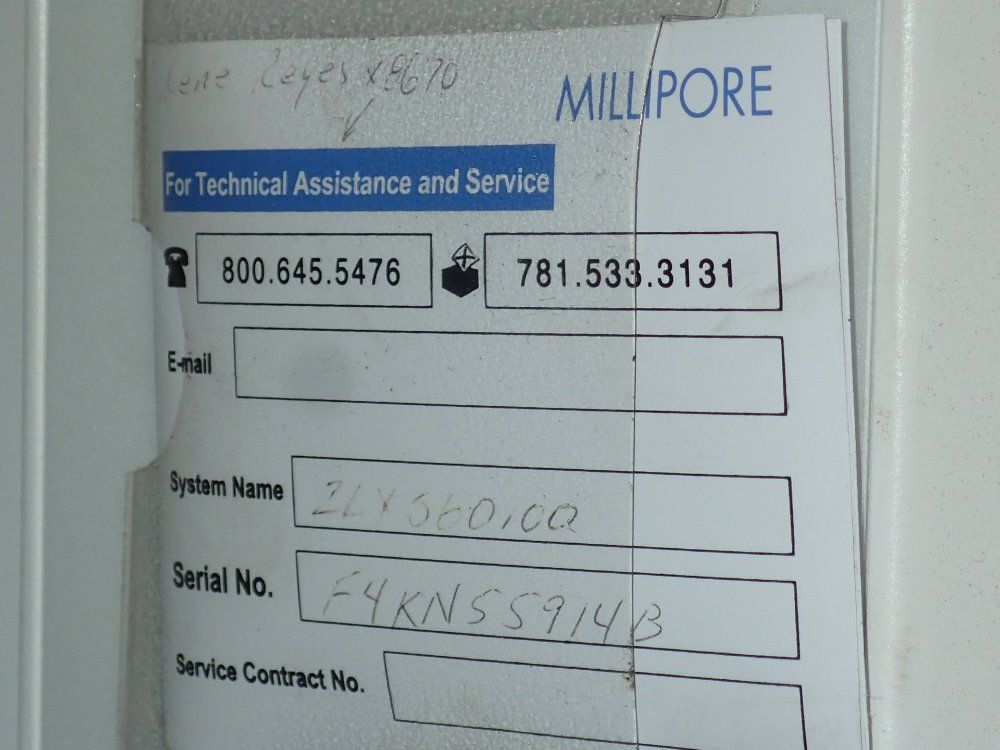 x8670
MILLIPORE
For Technical Assistance and Service
800.645.5476 781.533.3131
E-mail
System Name
Serial No. F4KN55914B
Service Contract No.